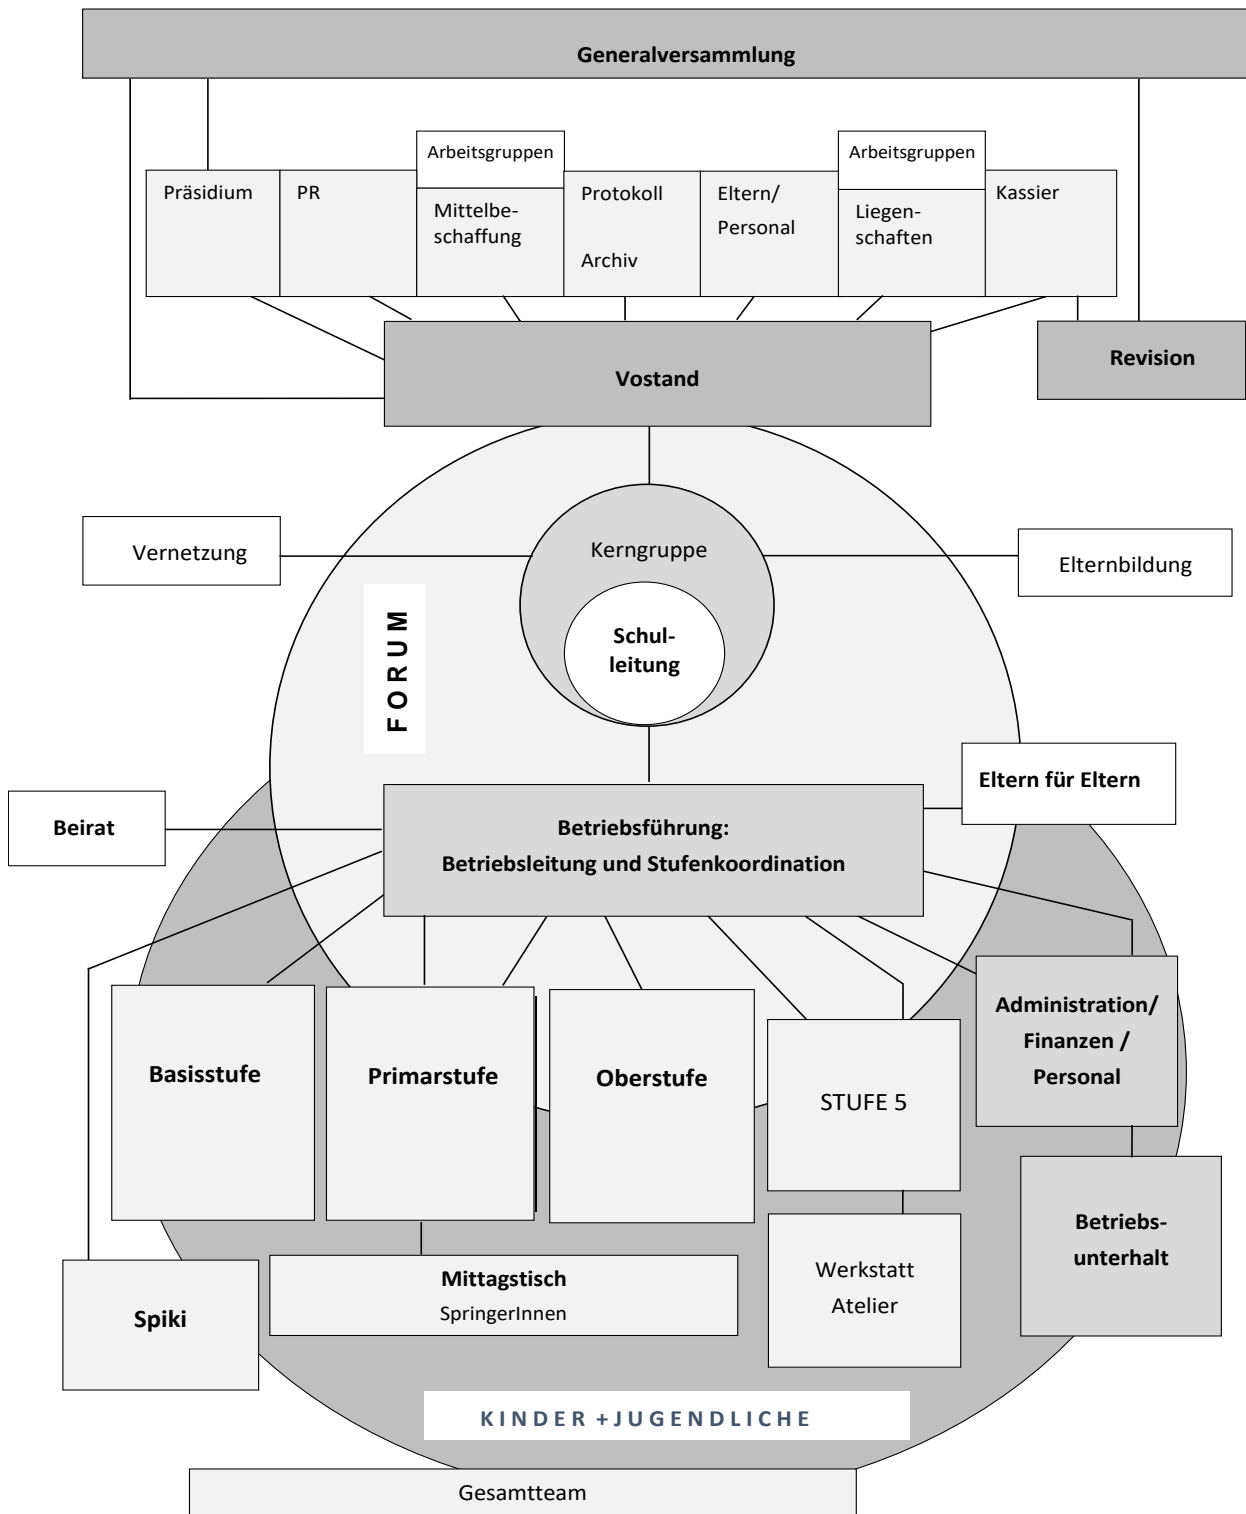 Generalversammlung
Arbeitsgruppen
Arbeitsgruppen
Präsidium
PR
Mittelbe-
schaffung
Protokoll
Archiv
Eltern/
Personal
Liegen-
schaften
Kassier
Vostand
Revision
Vernetzung
Kerngruppe
Elternbildung
Schul-
leitung
FORUM
Eltern für Eltern
Beirat
Betriebsführung:
Betriebsleitung und Stufenkoordination
Basisstufe
Primarstufe
Oberstufe
STUFE 5
Administration/
Finanzen /
Personal
Betriebs-
unterhalt
Spiki
Mittagstisch
SpringerInnen
Werkstatt
Atelier
KINDER +JUGENDLICHE
Gesamtteam